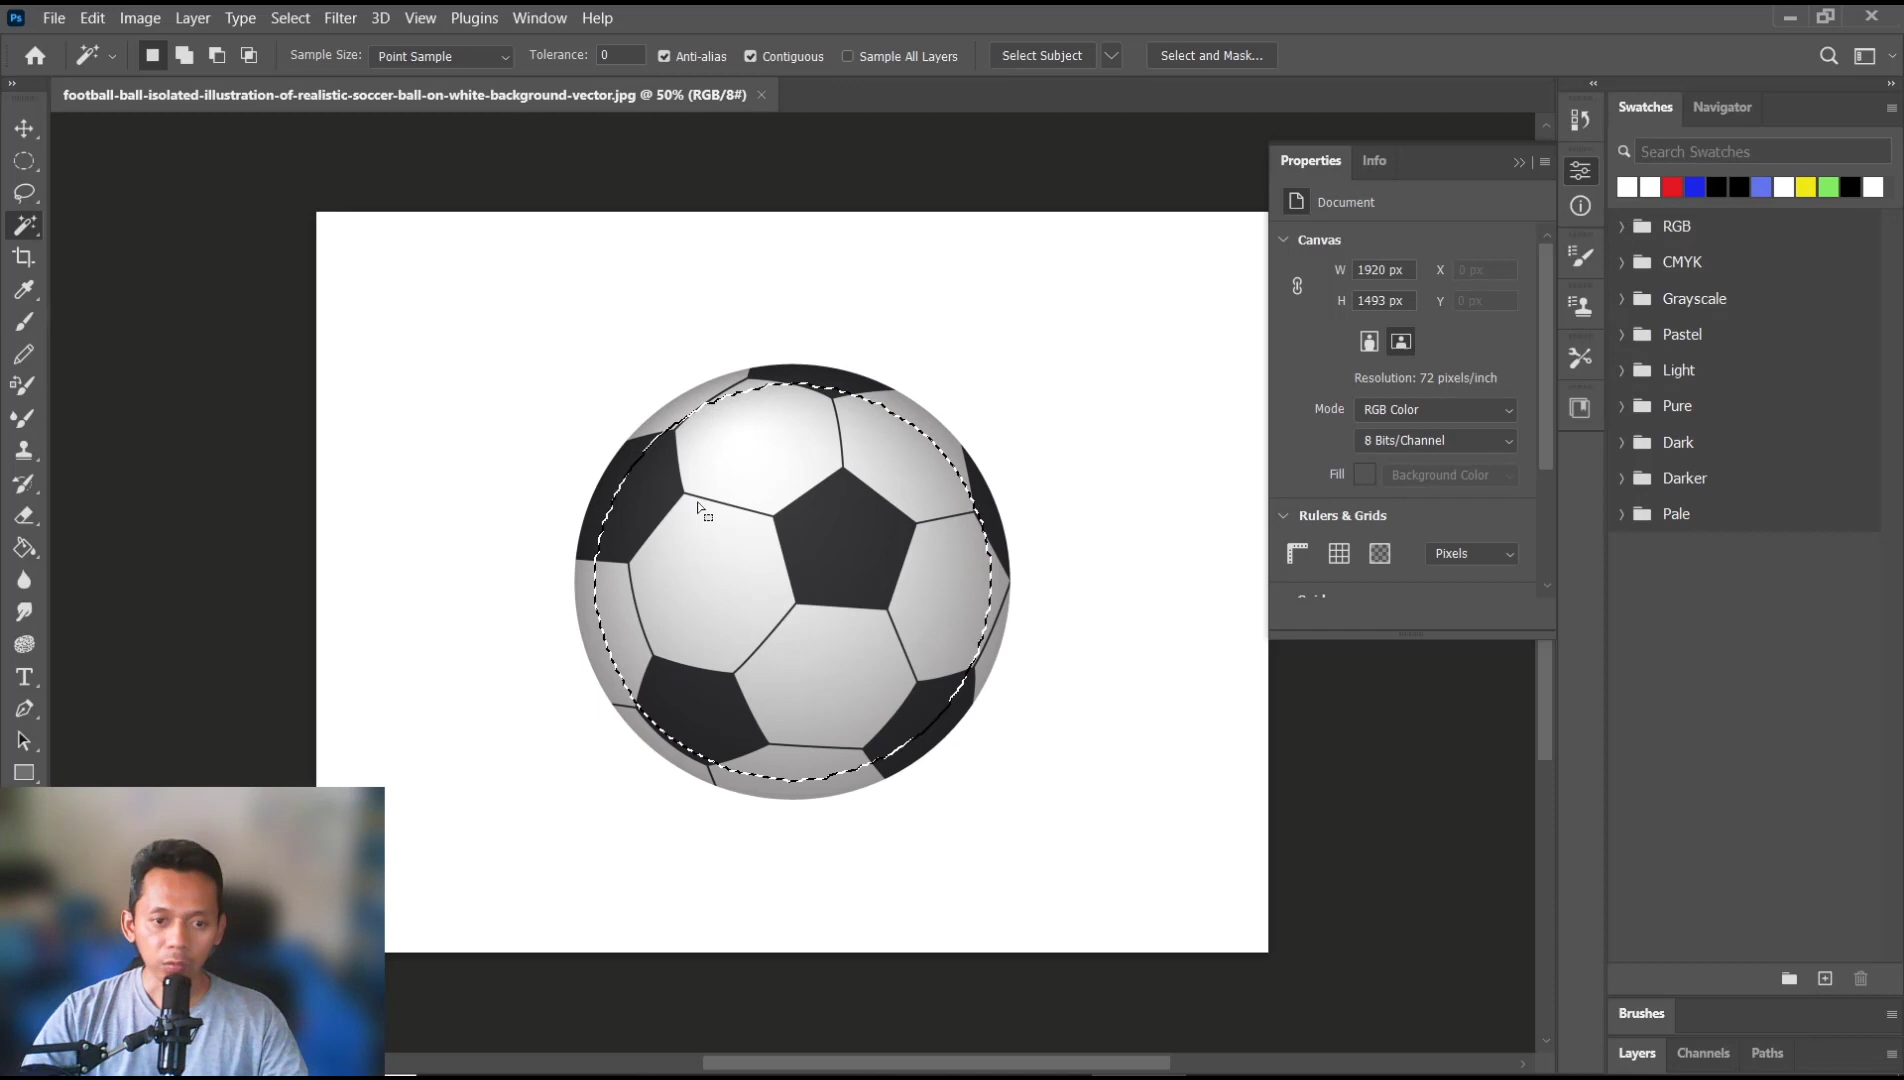 Ps File Edit Image Layer Type Select Filter 3D View Plugins Window Help
Sample Size: Point Sample Tolerance: 0 Anti-alias Contiguous Sample All Layers Select Subject Select and Mask...
football-ball-isolated-illustration-of-realistic-soccer-ball-on-white-background-vector.jpg @ 50% (RGB/8#)
Swatches Navigator
Search Swatches
RGB
CMYK
Grayscale
Pastel
Light
Pure
Dark
Darker
Pale
Properties Info
Document
Canvas
W 1920 px X 0 px
H 1493 px Y 0 px
Resolution: 72 pixels/inch
Mode RGB Color
8 Bits/Channel
Fill Background Color
Rulers & Grids
Pixels
Brushes
Layers Channels Paths